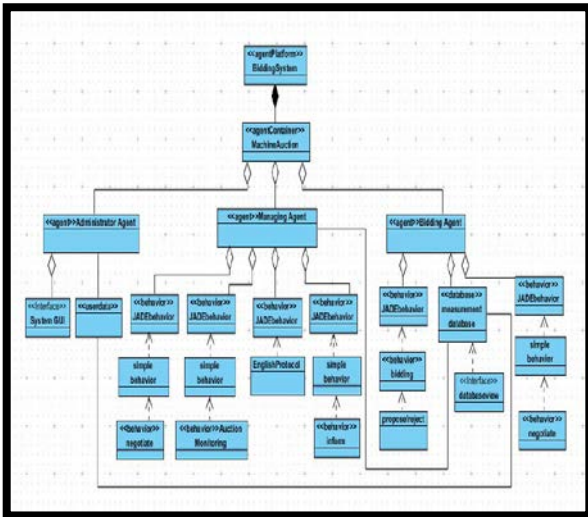 <<agentPlatform>>
BiddingSystem
<<agentContainer>>
MachineAuction
<<agent>>Administrator Agent
<<agent>>Managing Agent
<<agent>>Bidding Agent
<<Interface>>
System GUI
<<userdata>>
<<behavior>>
JADEbehavior
<<behavior>>
JADEbehavior
<<behavior>>
JADEbehavior
<<behavior>>
JADEbehavior
<<behavior>>
JADEbehavior
<<database>>
measurement
database
<<behavior>>
JADEbehavior
simple
behavior
simple
behavior
EnglishProtocol
simple
behavior
<<behavior>>
bidding
<<Interface>>
databaseview
simple
behavior
<<behavior>>
negotiate
<<behavior>>Auction
Monitoring
<<behavior>>
inform
propose/reject
<<behavior>>
negotiate